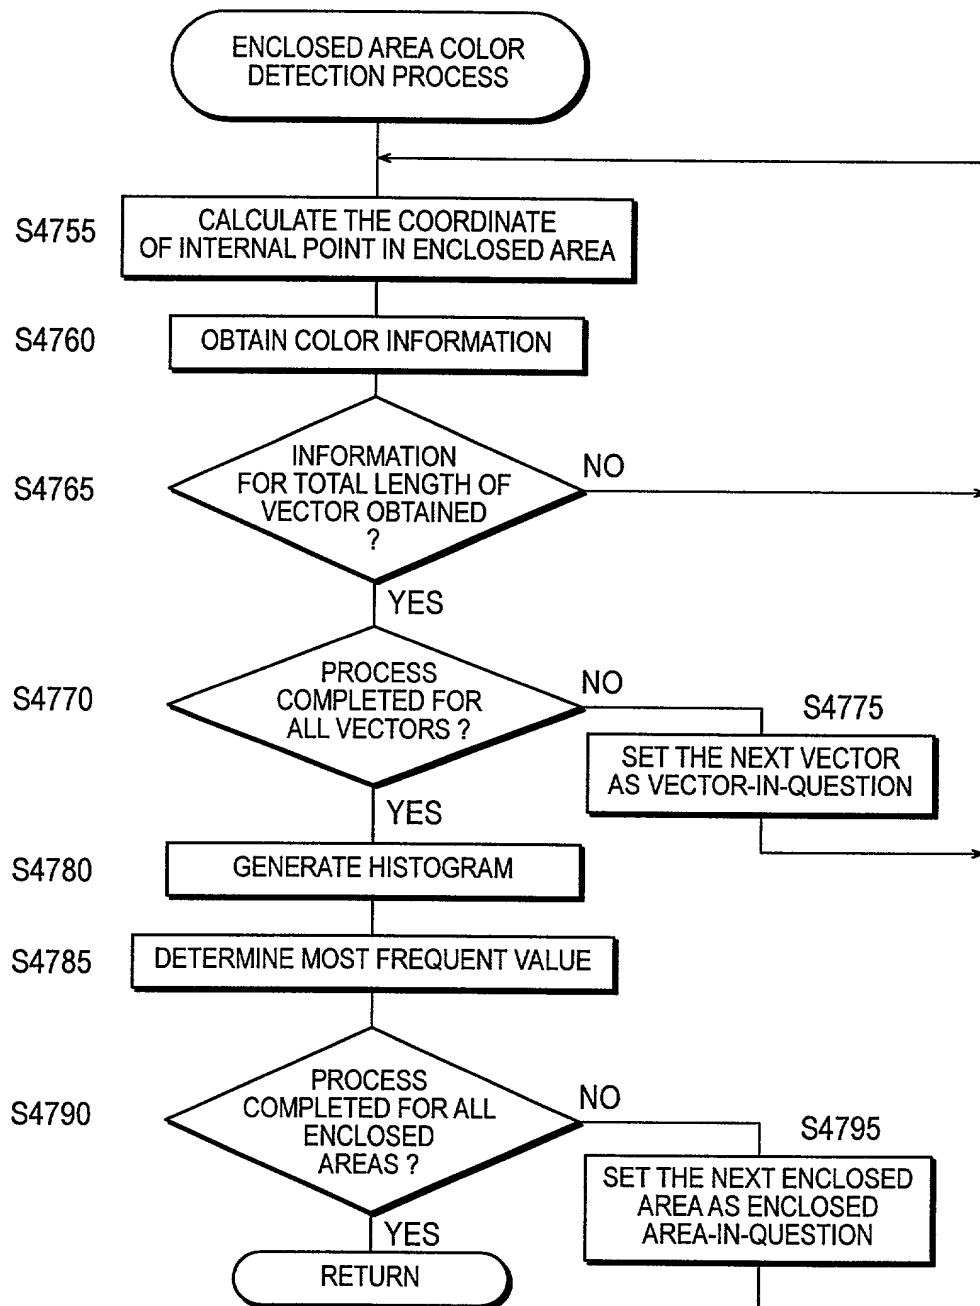 ENCLOSED AREA COLOR
DETECTION PROCESS
S4755
CALCULATE THE COORDINATE
OF INTERNAL POINT IN ENCLOSED AREA
S4760
OBTAIN COLOR INFORMATION
S4765
INFORMATION
FOR TOTAL LENGTH OF
VECTOR OBTAINED
?
NO
YES
S4770
PROCESS
COMPLETED FOR
ALL VECTORS ?
NO
S4775
SET THE NEXT VECTOR
AS VECTOR-IN-QUESTION
YES
S4780
GENERATE HISTOGRAM
S4785
DETERMINE MOST FREQUENT VALUE
S4790
PROCESS
COMPLETED FOR ALL
ENCLOSED
AREAS ?
NO
S4795
SET THE NEXT ENCLOSED
AREA AS ENCLOSED
AREA-IN-QUESTION
YES
RETURN